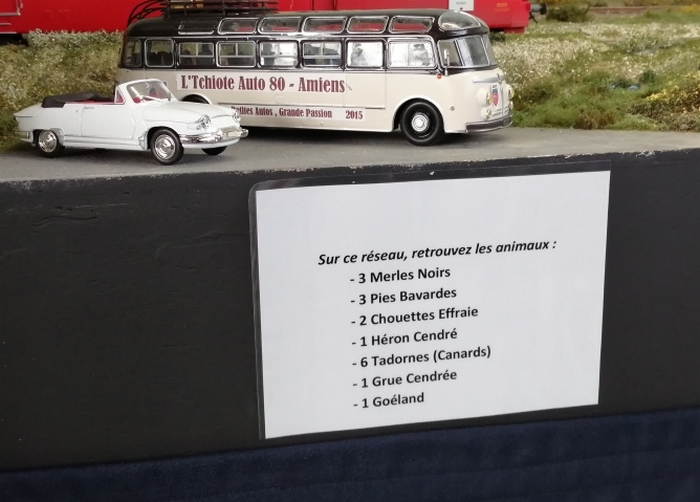 L'Tchiote Auto 80 - Amiens
Petites Autos, Grande Passion 2015
Sur ce réseau, retrouvez les animaux :
- 3 Merles Noirs
- 3 Pies Bavardes
- 2 Chouettes Effraie
- 1 Héron Cendré
- 6 Tadornes (Canards)
- 1 Grue Cendrée
- 1 Goéland